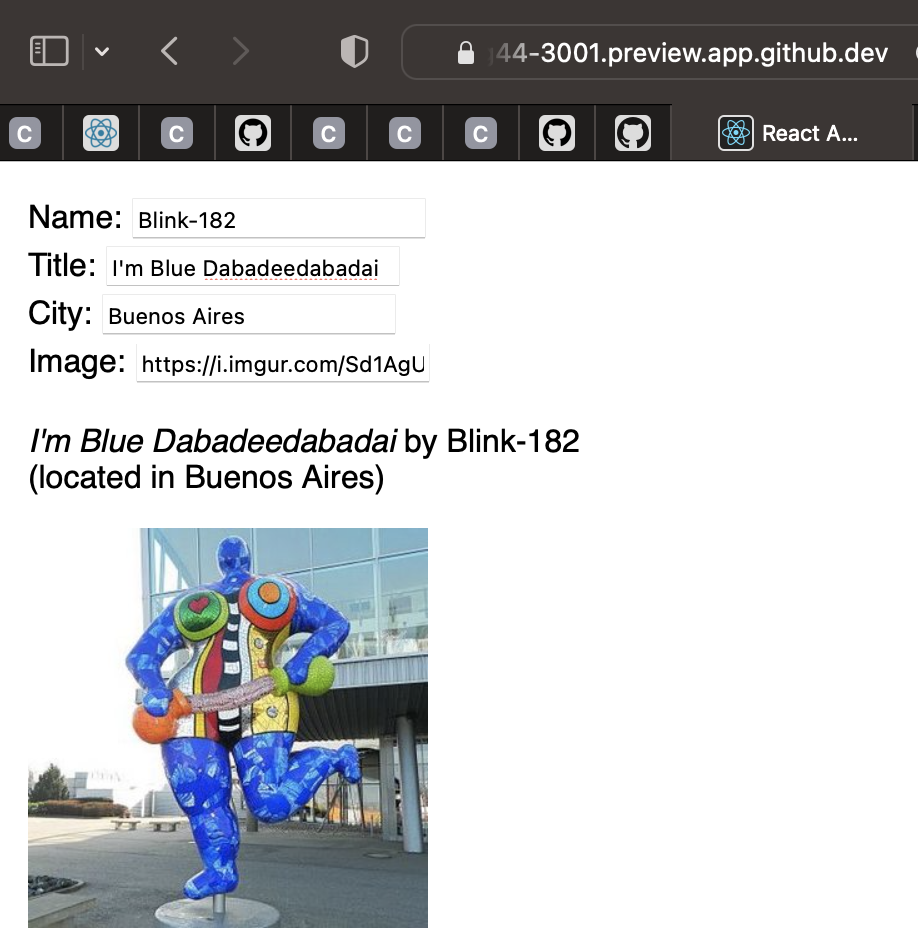 44-3001.preview.app.github.dev
C
C
C
C
C
React A...
Name: Blink-182
Title: I'm Blue Dabadeedabadai
City: Buenos Aires
Image: https://i.imgur.com/Sd1AgU
I'm Blue Dabadeedabadai by Blink-182
(located in Buenos Aires)